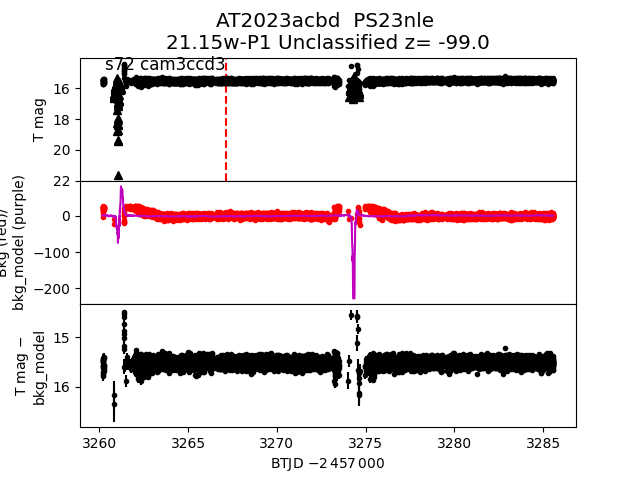 AT2023acbd  PS23nle
21.15w-P1 Unclassified z= -99.0
s72 cam3ccd3
T mag
16
18
20
22
Bkg (red)/
bkg_model (purple)
0
−100
−200
T mag −
bkg_model
15
16
3260
3265
3270
3275
3280
3285
BTJD −2 457 000